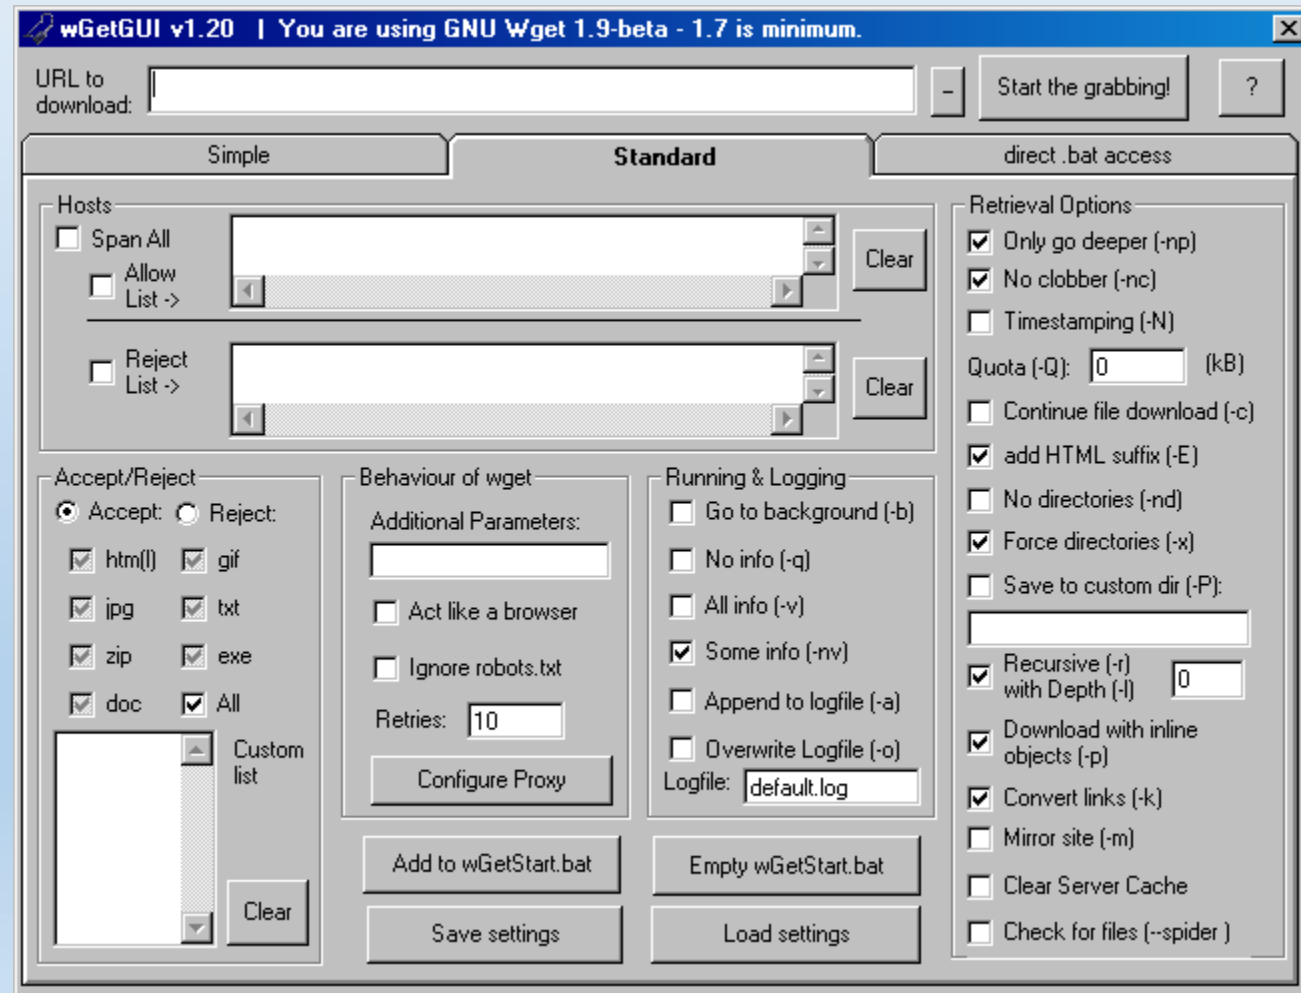 wGetGUI v1.20 | You are using GNU Wget 1.9-beta - 1.7 is minimum.
URL to
download:
-
Start the grabbing!
?
Simple
Standard
direct .bat access
Hosts
Span All
Allow
List ->
Clear
Reject
List ->
Clear
Accept/Reject
Accept: Reject:
htm(l) gif
jpg txt
zip exe
doc All
Custom
list
Clear
Behaviour of wget
Additional Parameters:
Act like a browser
Ignore robots.txt
Retries: 10
Configure Proxy
Running & Logging
Go to background (-b)
No info (-q)
All info (-v)
Some info (-nv)
Append to logfile (-a)
Overwrite Logfile (-o)
Logfile: default.log
Add to wGetStart.bat
Empty wGetStart.bat
Save settings
Load settings
Retrieval Options
Only go deeper (-np)
No clobber (-nc)
Timestamping (-N)
Quota (-Q): 0 (kB)
Continue file download (-c)
add HTML suffix (-E)
No directories (-nd)
Force directories (-x)
Save to custom dir (-P):
Recursive (-r)
with Depth (-l) 0
Download with inline
objects (-p)
Convert links (-k)
Mirror site (-m)
Clear Server Cache
Check for files (--spider )